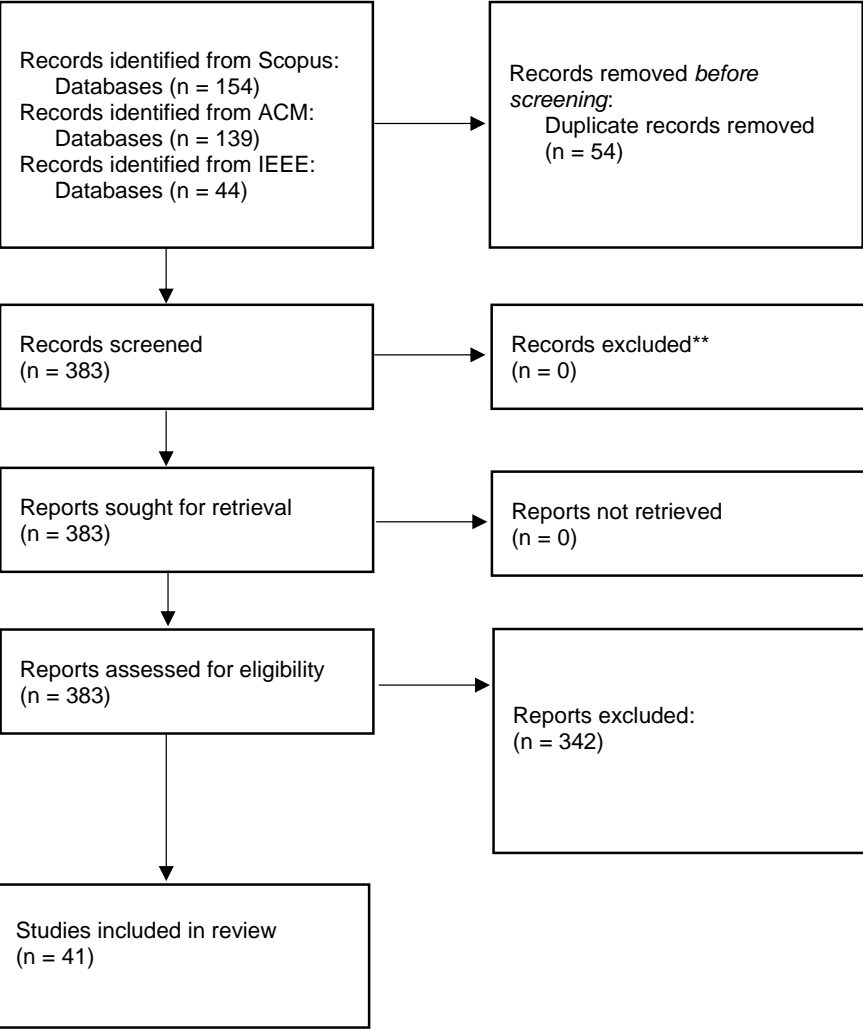 Records identified from Scopus:
Databases (n = 154)
Records identified from ACM:
Databases (n = 139)
Records identified from IEEE:
Databases (n = 44)
Records removed before
screening:
Duplicate records removed
(n = 54)
Records screened
(n = 383)
Records excluded**
(n = 0)
Reports sought for retrieval
(n = 383)
Reports not retrieved
(n = 0)
Reports assessed for eligibility
(n = 383)
Reports excluded:
(n = 342)
Studies included in review
(n = 41)